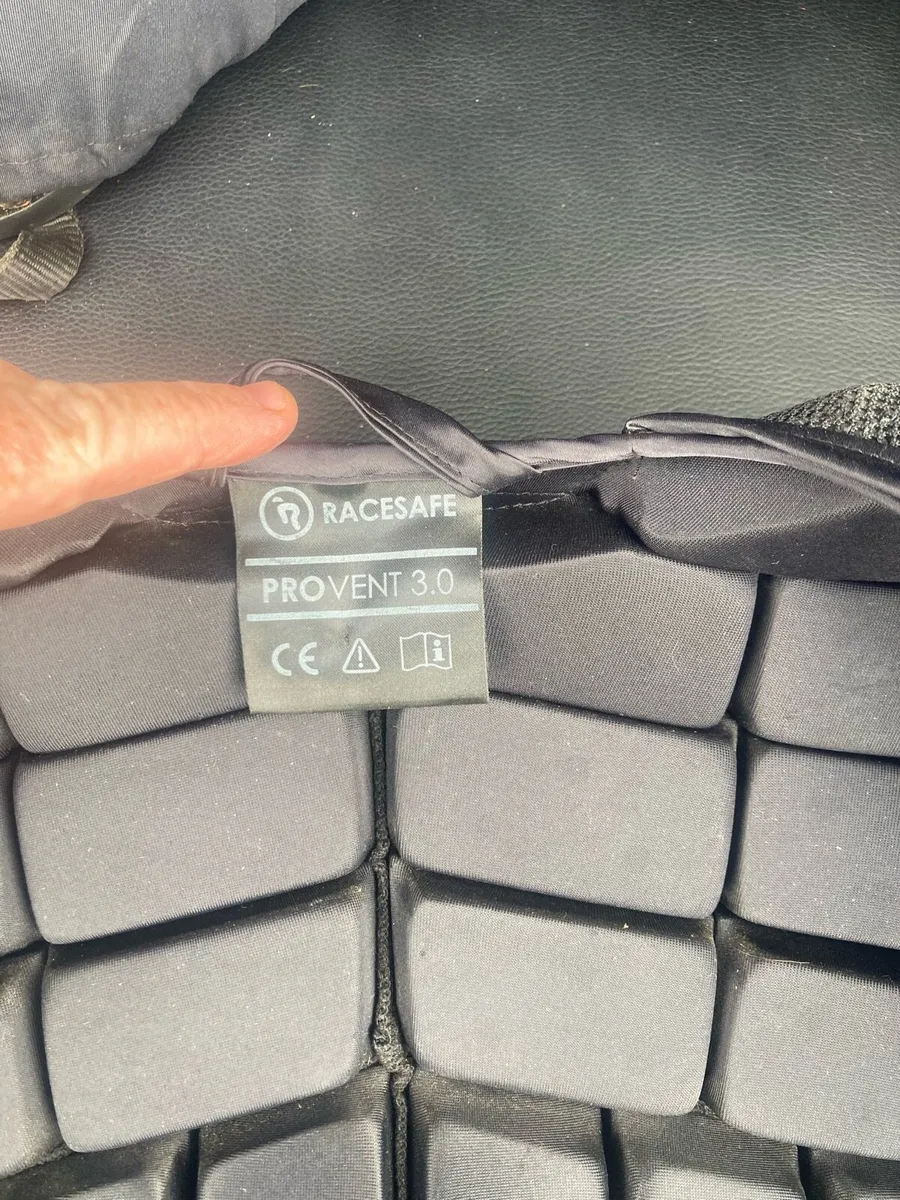 RACESAFE
PROVENT 3.0
CE